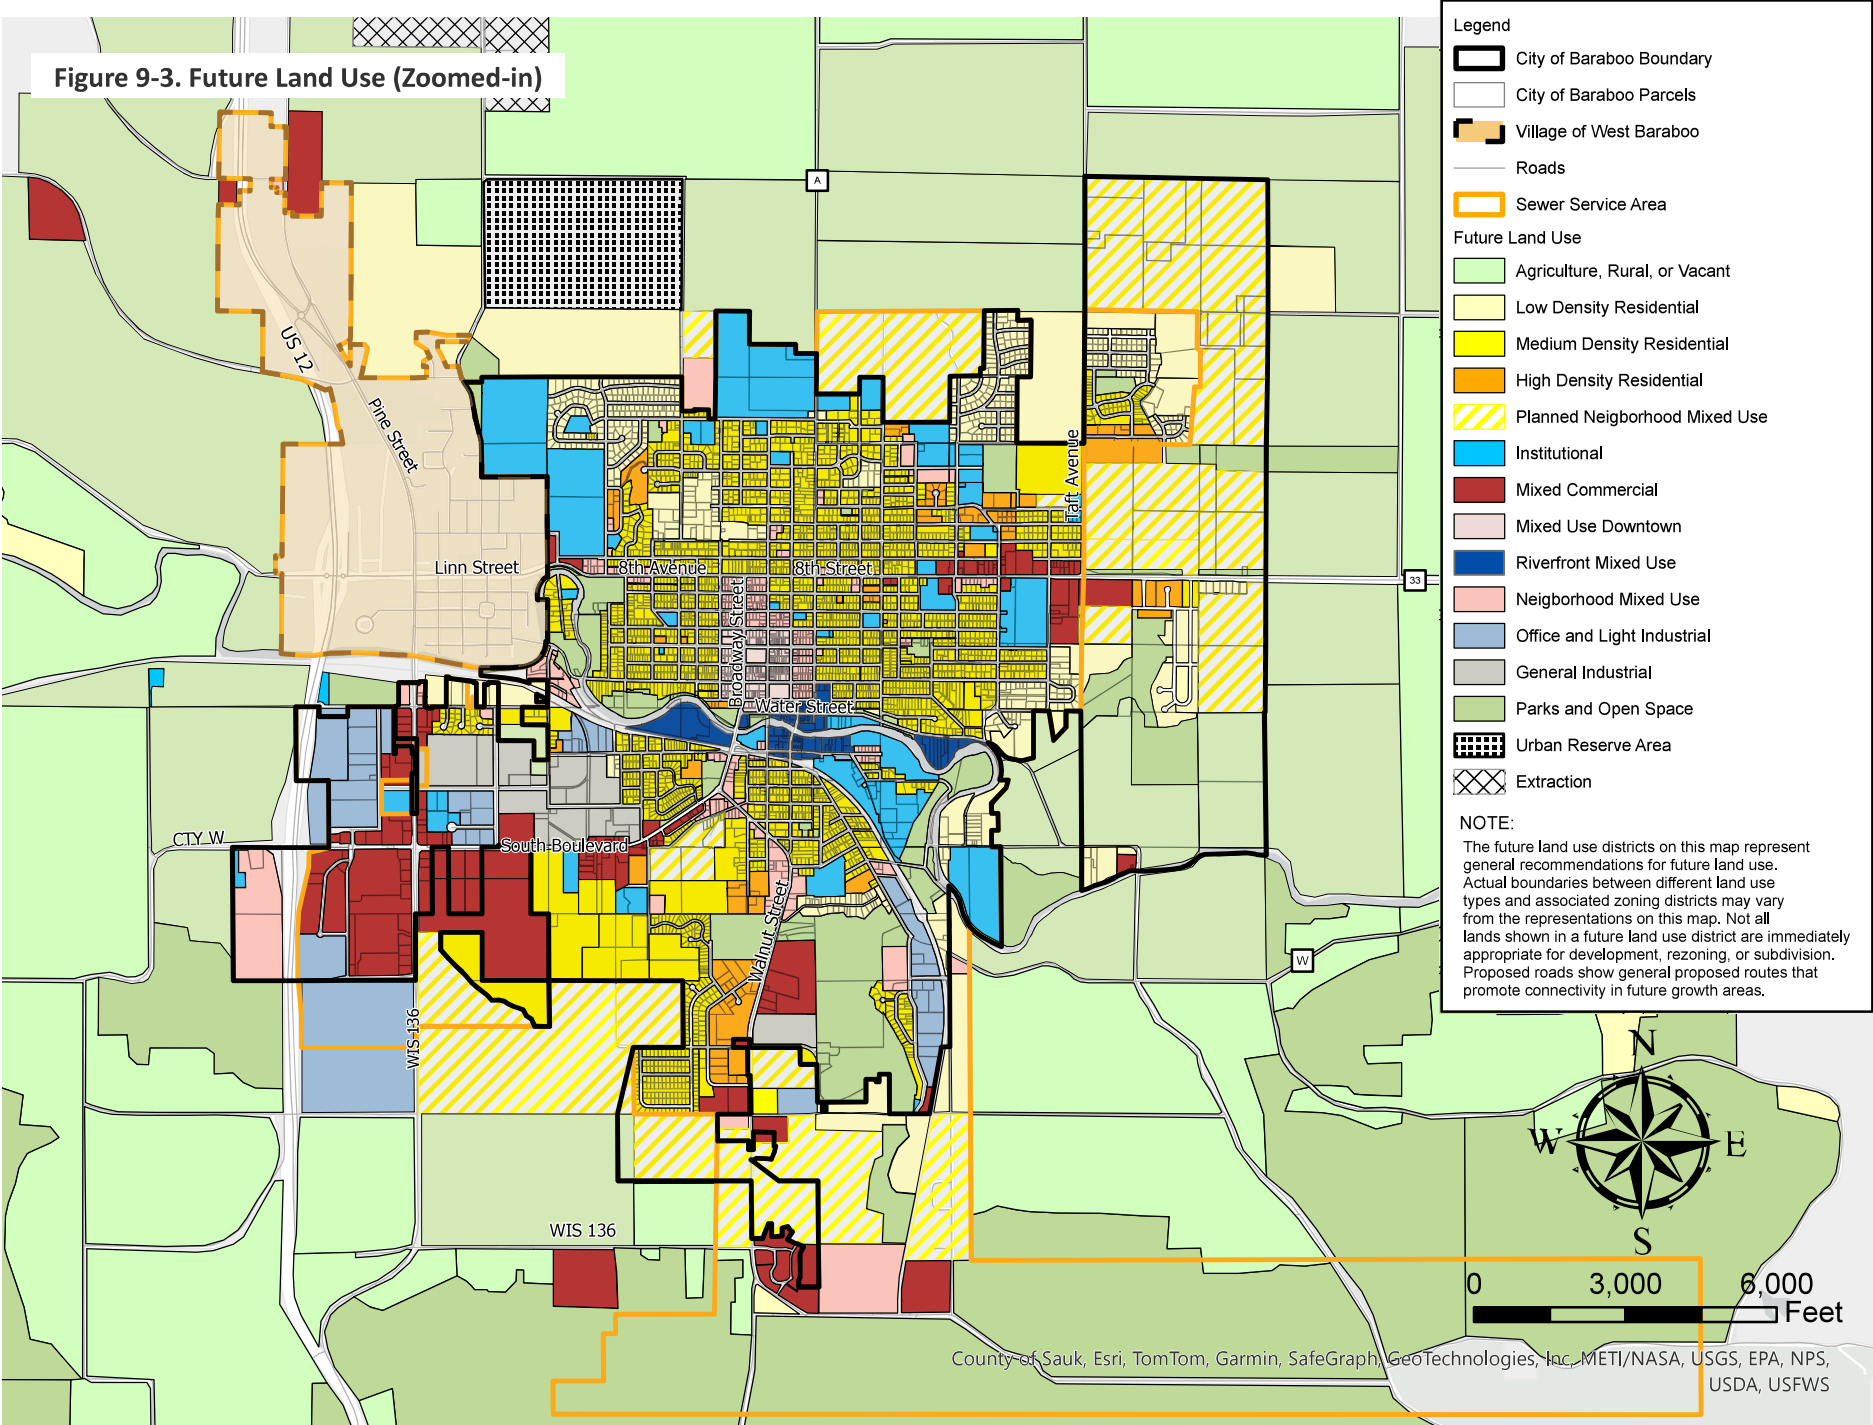 Figure 9-3. Future Land Use (Zoomed-in)
Legend
City of Baraboo Boundary
City of Baraboo Parcels
Village of West Baraboo
Roads
Sewer Service Area
Future Land Use
Agriculture, Rural, or Vacant
Low Density Residential
Medium Density Residential
High Density Residential
Planned Neigborhood Mixed Use
Institutional
Mixed Commercial
Mixed Use Downtown
Riverfront Mixed Use
Neigborhood Mixed Use
Office and Light Industrial
General Industrial
Parks and Open Space
Urban Reserve Area
Extraction
NOTE:
The future land use districts on this map represent
general recommendations for future land use.
Actual boundaries between different land use
types and associated zoning districts may vary
from the representations on this map. Not all
lands shown in a future land use district are immediately
appropriate for development, rezoning, or subdivision.
Proposed roads show general proposed routes that
promote connectivity in future growth areas.
A
US 12
Pine Street
Taft Avenue
Linn Street
8th Avenue
8th Street
33
Broadway Street
Water Street
CTY W
South Boulevard
Walnut Street
W
WIS 136
WIS 136
N
W
E
S
0
3,000
6,000
Feet
County of Sauk, Esri, TomTom, Garmin, SafeGraph, GeoTechnologies, Inc, METI/NASA, USGS, EPA, NPS,
USDA, USFWS